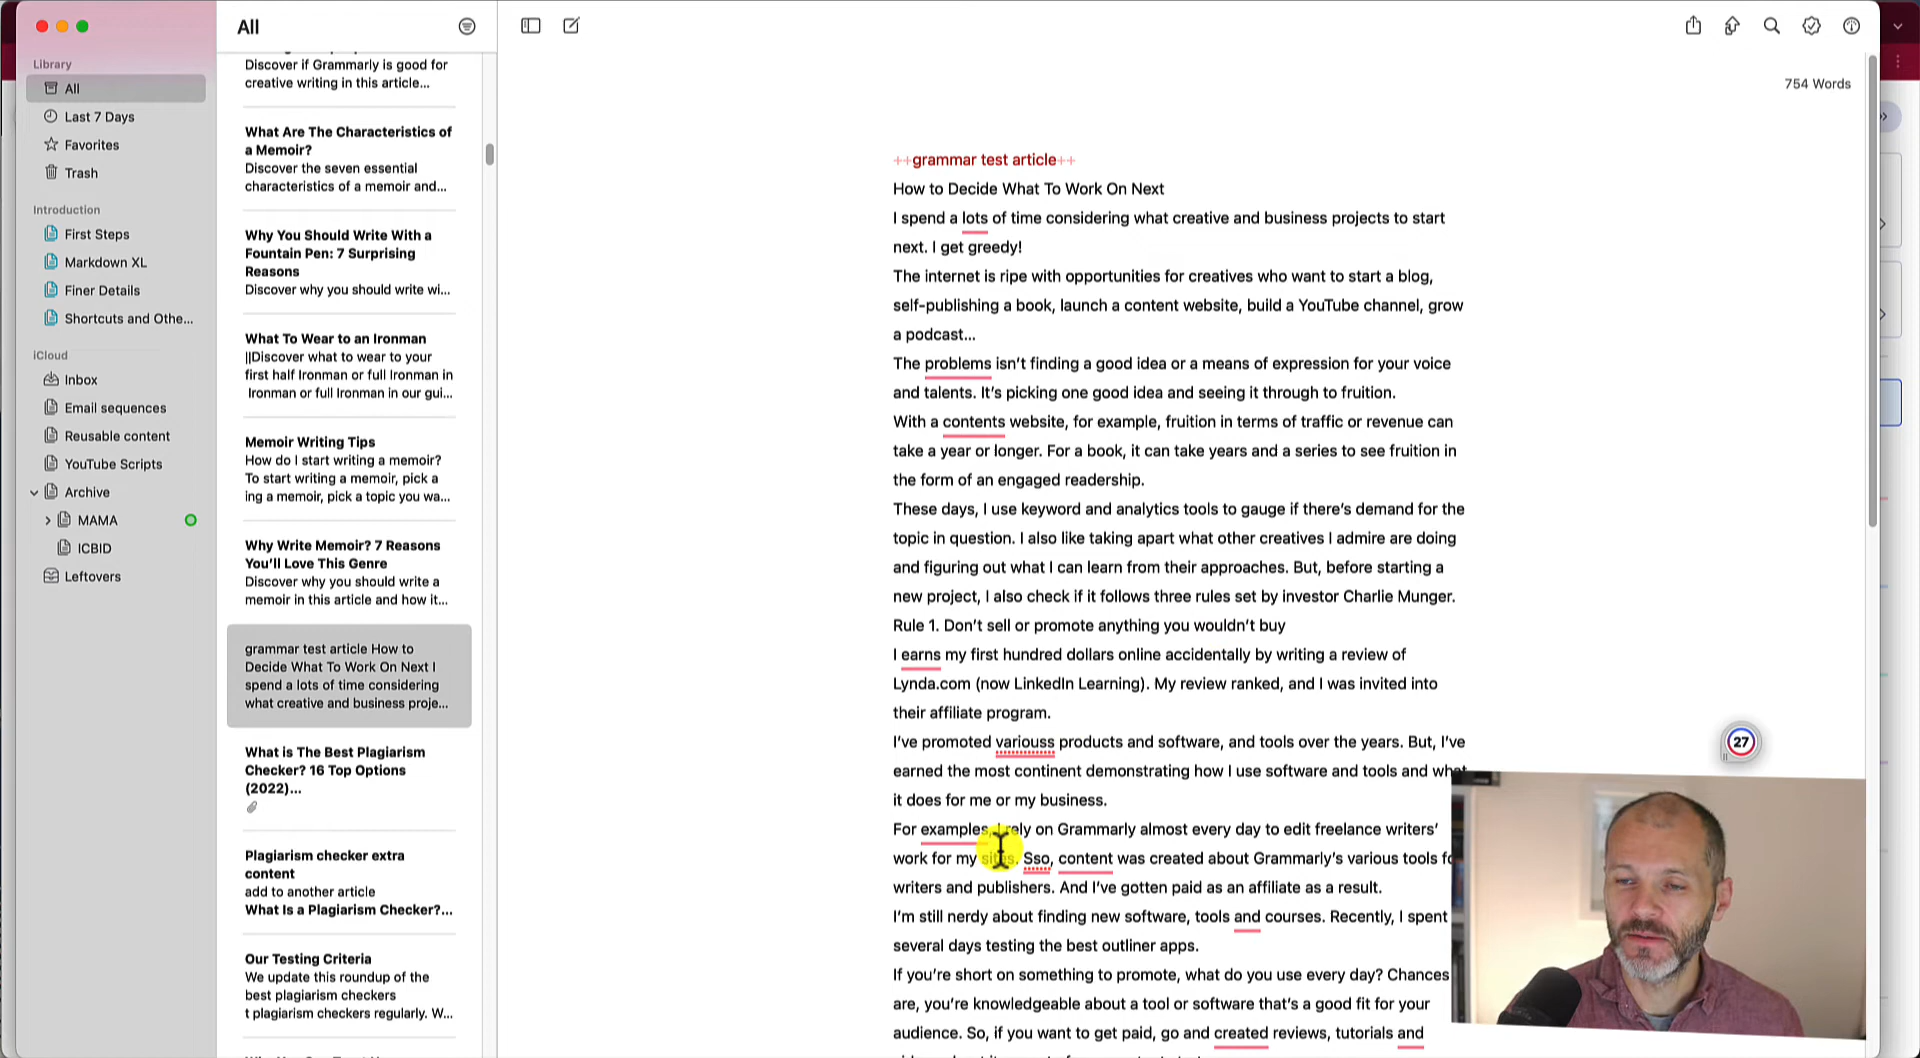 All
754 Words
Library
All
Last 7 Days
Favorites
Trash
Introduction
First Steps
Markdown XL
Finer Details
Shortcuts and Othe...
iCloud
Inbox
Email sequences
Reusable content
YouTube Scripts
Archive
MAMA
ICBID
Leftovers
Discover if Grammarly is good for
creative writing in this article...
What Are The Characteristics of
a Memoir?
Discover the seven essential
characteristics of a memoir and...
Why You Should Write With a
Fountain Pen: 7 Surprising
Reasons
Discover why you should write wi...
What To Wear to an Ironman
||Discover what to wear to your
first half Ironman or full Ironman in
Ironman or full Ironman in our gui...
Memoir Writing Tips
How do I start writing a memoir?
To start writing a memoir, pick a
ing a memoir, pick a topic you wa...
Why Write Memoir? 7 Reasons
You'll Love This Genre
Discover why you should write a
memoir in this article and how it...
grammar test article How to
Decide What To Work On Next I
spend a lots of time considering
what creative and business proje...
What is The Best Plagiarism
Checker? 16 Top Options
(2022)...
Plagiarism checker extra
content
add to another article
What Is a Plagiarism Checker?...
Our Testing Criteria
We update this roundup of the
best plagiarism checkers
t plagiarism checkers regularly. W...
++grammar test article++
How to Decide What To Work On Next
I spend a lots of time considering what creative and business projects to start
next. I get greedy!
The internet is ripe with opportunities for creatives who want to start a blog,
self-publishing a book, launch a content website, build a YouTube channel, grow
a podcast...
The problems isn't finding a good idea or a means of expression for your voice
and talents. It's picking one good idea and seeing it through to fruition.
With a contents website, for example, fruition in terms of traffic or revenue can
take a year or longer. For a book, it can take years and a series to see fruition in
the form of an engaged readership.
These days, I use keyword and analytics tools to gauge if there's demand for the
topic in question. I also like taking apart what other creatives I admire are doing
and figuring out what I can learn from their approaches. But, before starting a
new project, I also check if it follows three rules set by investor Charlie Munger.
Rule 1. Don't sell or promote anything you wouldn't buy
I earns my first hundred dollars online accidentally by writing a review of
Lynda.com (now LinkedIn Learning). My review ranked, and I was invited into
their affiliate program.
I've promoted variouss products and software, and tools over the years. But, I've
earned the most continent demonstrating how I use software and tools and what
it does for me or my business.
For examples, I rely on Grammarly almost every day to edit freelance writers'
work for my sites. Sso, content was created about Grammarly's various tools
writers and publishers. And I've gotten paid as an affiliate as a result.
I'm still nerdy about finding new software, tools and courses. Recently, I spent
several days testing the best outliner apps.
If you're short on something to promote, what do you use every day? Chances
are, you're knowledgeable about a tool or software that's a good fit for your
audience. So, if you want to get paid, go and created reviews, tutorials and
27